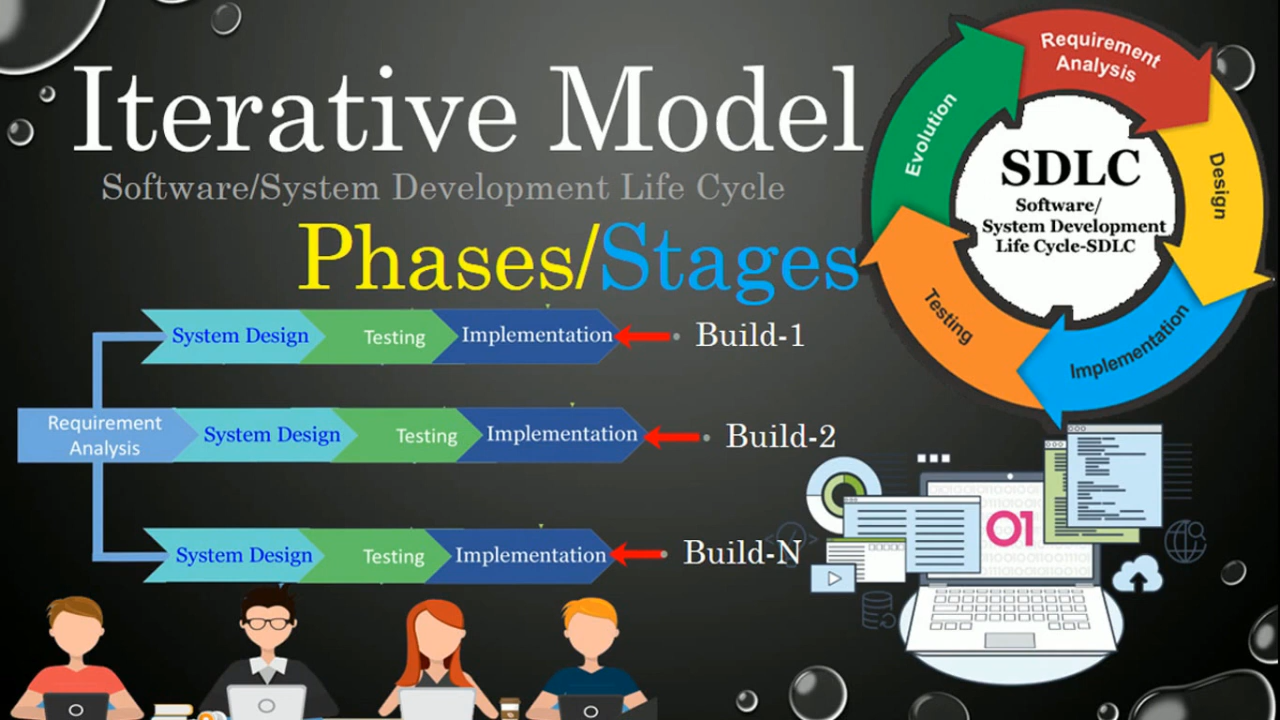 Iterative Model
Software/System Development Life Cycle
Phases/Stages
System Design
Testing
Implementation
Build-1
Requirement
Analysis
System Design
Testing
Implementation
Build-2
System Design
Testing
Implementation
Build-N
Requirement
Analysis
Design
Implementation
Testing
Evolution
SDLC
Software/
System Development
Life Cycle-SDLC
01